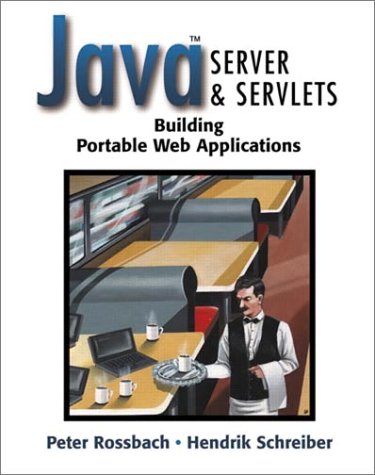 Java™ SERVER
& SERVLETS
Building
Portable Web Applications
Peter Rossbach • Hendrik Schreiber